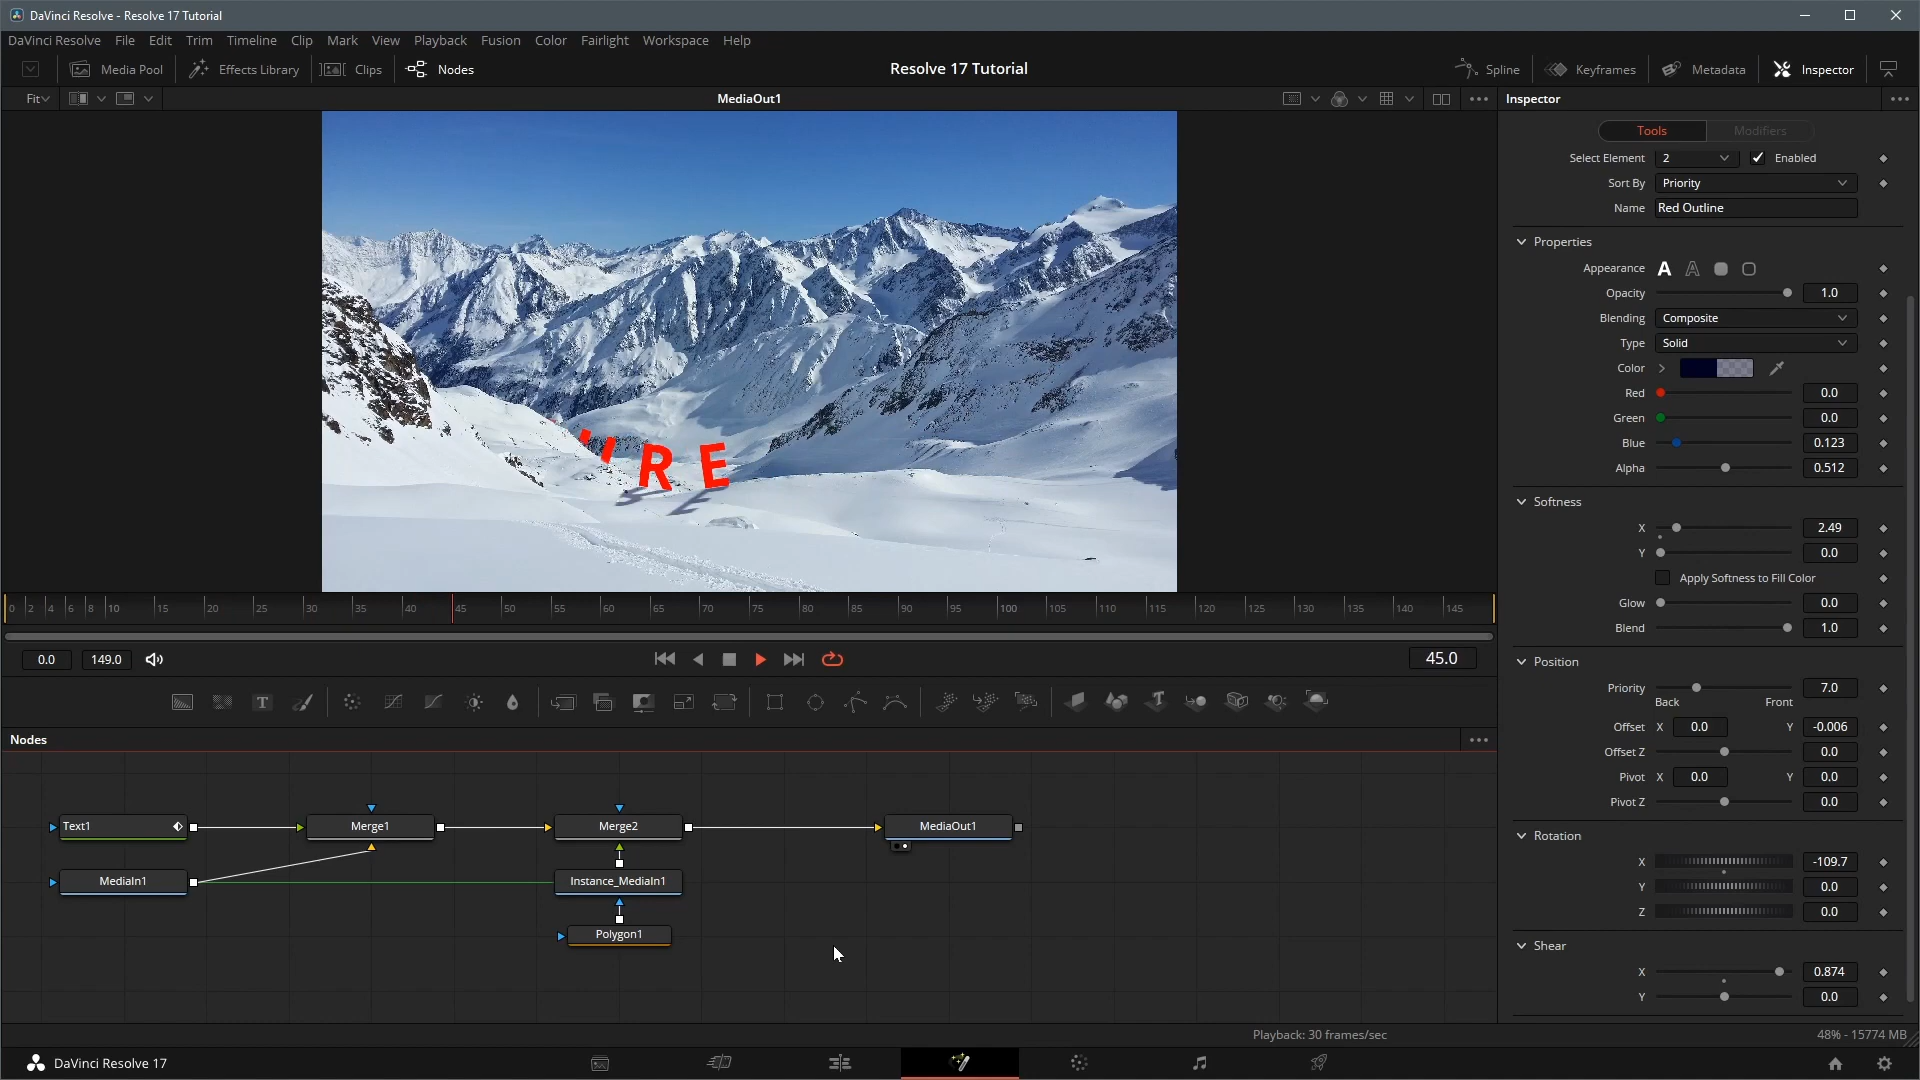 DaVinci Resolve - Resolve 17 Tutorial
DaVinci Resolve File Edit Trim Timeline Clip Mark View Playback Fusion Color Fairlight Workspace Help
Media Pool Effects Library Clips Nodes Resolve 17 Tutorial Spline Keyframes Metadata Inspector
Fit MediaOut1 Inspector
Tools Modifiers
Select Element 2 Enabled
Sort By Priority
Name Red Outline
Properties
Appearance A A
Opacity 1.0
Blending Composite
Type Solid
Color
Red 0.0
Green 0.0
Blue 0.123
Alpha 0.512
R E
Softness
X 2.49
Y 0.0
Apply Softness to Fill Color
Glow 0.0
Blend 1.0
0 2 4 6 8 10 15 20 25 30 35 40 45 50 55 60 65 70 75 80 85 90 95 100 105 110 115 120 125 130 135 140 145
0.0 149.0 45.0
Position
Priority 7.0
Back Front
Offset X 0.0 Y -0.006
Offset Z 0.0
Pivot X 0.0 Y 0.0
Pivot Z 0.0
T T
Nodes
Text1 Merge1 Merge2 MediaOut1
MediaIn1 Instance_MediaIn1
Polygon1
Rotation
X -109.7
Y 0.0
Z 0.0
Shear
X 0.874
Y 0.0
Playback: 30 frames/sec 48% - 15774 MB
DaVinci Resolve 17